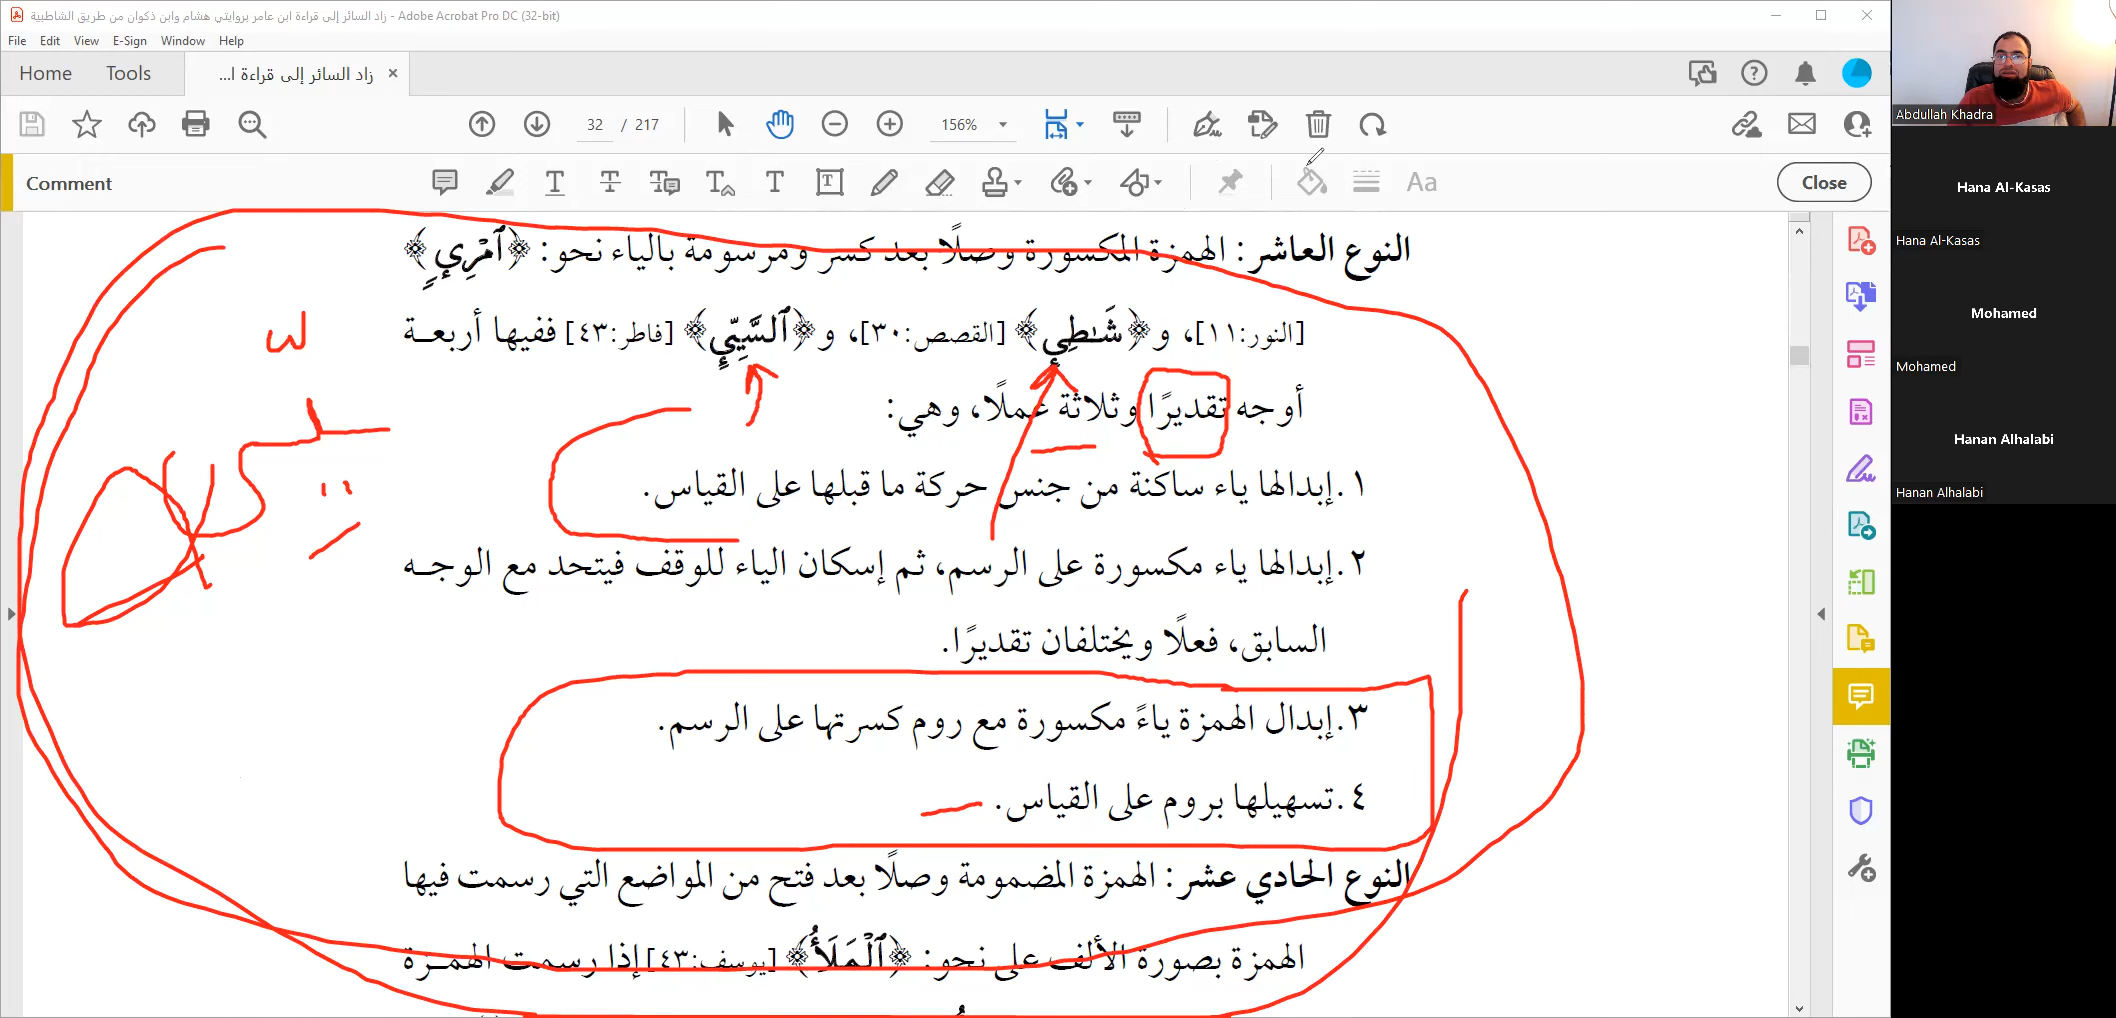 زاد السائر إلى قراءة ابن عامر بروايتي هشام وابن ذكوان من طريق الشاطبية - Adobe Acrobat Pro DC (32-bit)
File Edit View E-Sign Window Help
Home Tools زاد السائر إلى قراءة ا... ×
32 / 217 156%
Comment
Close
النوع العاشر: الهمزة المكسورة وصلًا بعد كسر ومرسومة بالياء نحو: ﴿ٱمْرِيٕٖ﴾
[النور:١١]، و﴿شَـٰطِيِٕ﴾ [القصص:٣٠]، و﴿ٱلسَّيِّيِٕ﴾ [فاطر:٤٣] ففيها أربعة
أوجه تقديرًا وثلاثة عملًا، وهي:
١.إبدالها ياء ساكنة من جنس حركة ما قبلها على القياس.
٢.إبدالها ياء مكسورة على الرسم، ثم إسكان الياء للوقف فيتحد مع الوجه
السابق، فعلًا ويختلفان تقديرًا.
٣.إبدال الهمزة ياءً مكسورة مع روم كسرتها على الرسم.
٤.تسهيلها بروم على القياس.
النوع الحادي عشر: الهمزة المضمومة وصلًا بعد فتح من المواضع التي رسمت فيها
الهمزة بصورة الألف على نحو: ﴿ٱلْمَلَأُ﴾ [يوسف:٤٣] إذا رسمت الهمزة
Abdullah Khadra
Hana Al-Kasas
Hana Al-Kasas
Mohamed
Mohamed
Hanan Alhalabi
Hanan Alhalabi